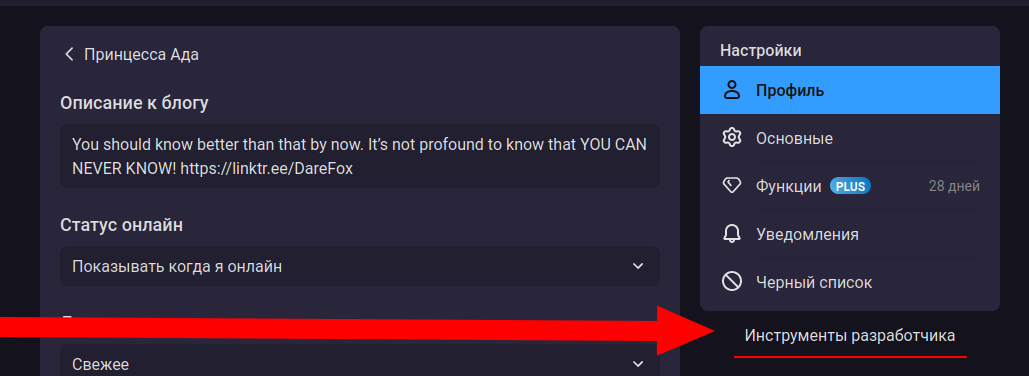 Принцесса Ада
Описание к блогу
You should know better than that by now. It’s not profound to know that YOU CAN
NEVER KNOW! https://linktr.ee/DareFox
Статус онлайн
Показывать когда я онлайн
Свежее
Настройки
Профиль
Основные
Функции PLUS 28 дней
Уведомления
Черный список
Инструменты разработчика